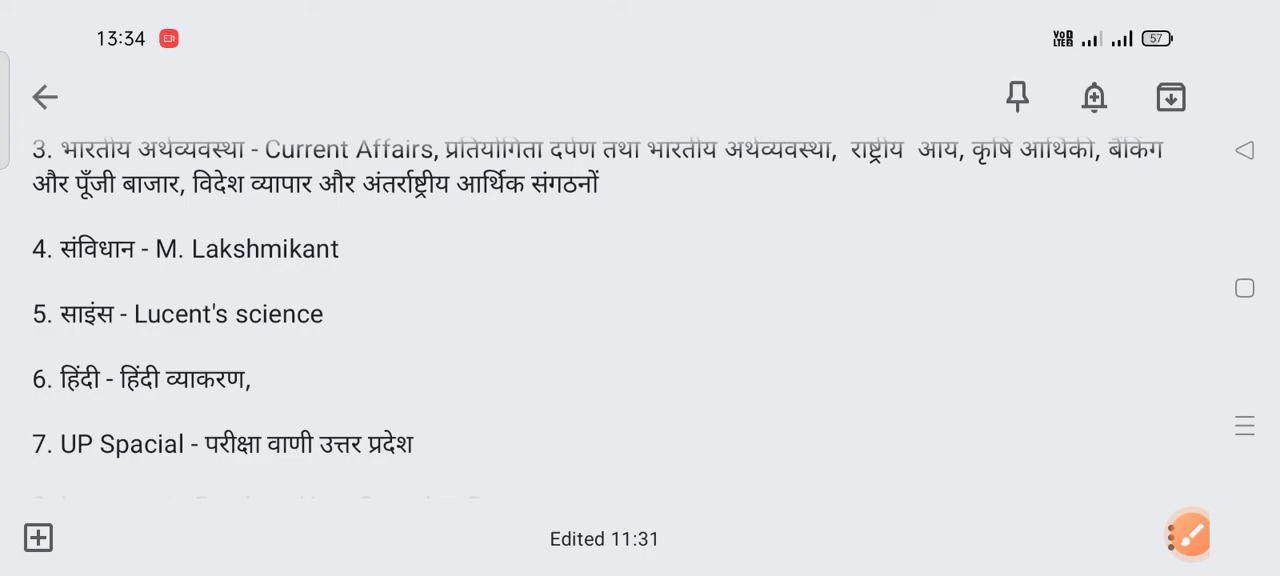 13:34
VoD LTE 57
3. भारतीय अर्थव्यवस्था - Current Affairs, प्रतियोगिता दर्पण तथा भारतीय अर्थव्यवस्था, राष्ट्रीय आय, कृषि आर्थिकी, बैंकिंग
और पूँजी बाजार, विदेश व्यापार और अंतर्राष्ट्रीय आर्थिक संगठनों
4. संविधान - M. Lakshmikant
5. साइंस - Lucent's science
6. हिंदी - हिंदी व्याकरण,
7. UP Spacial - परीक्षा वाणी उत्तर प्रदेश
Edited 11:31